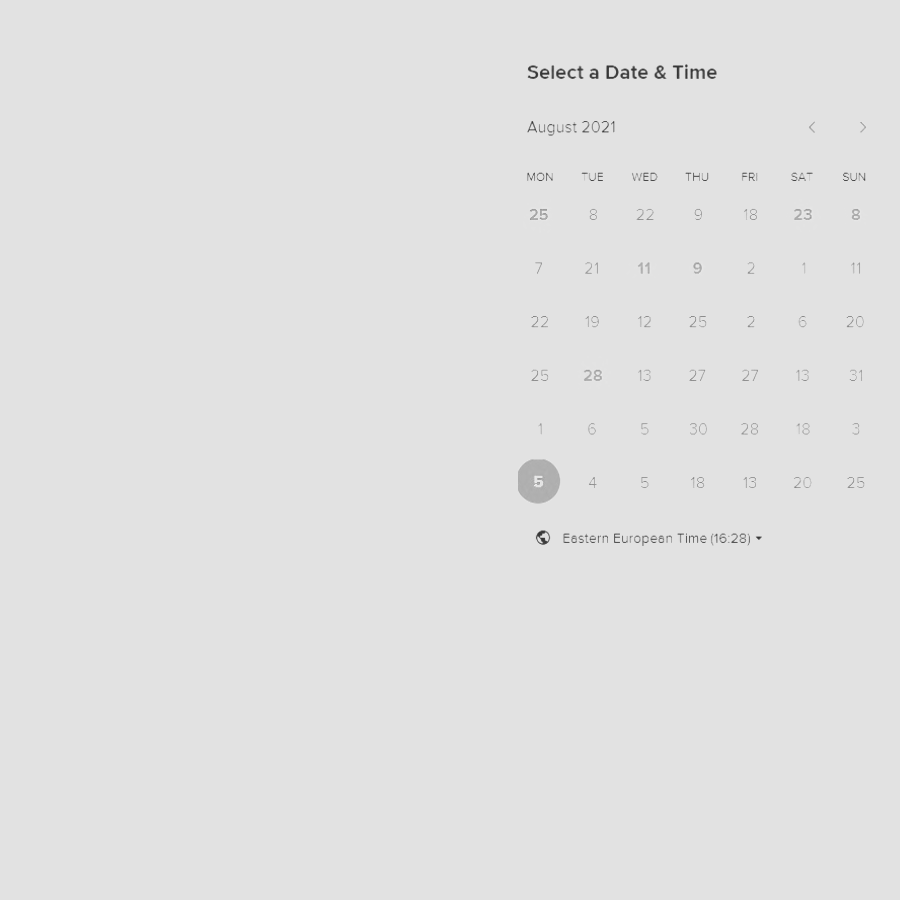 Select a Date & Time
August 2021
MON TUE WED THU FRI SAT SUN
25 8 22 9 18 23 8
7 21 11 9 2 1 11
22 19 12 25 2 6 20
25 28 13 27 27 13 31
1 6 5 30 28 18 3
5 4 5 18 13 20 25
Eastern European Time (16:28)